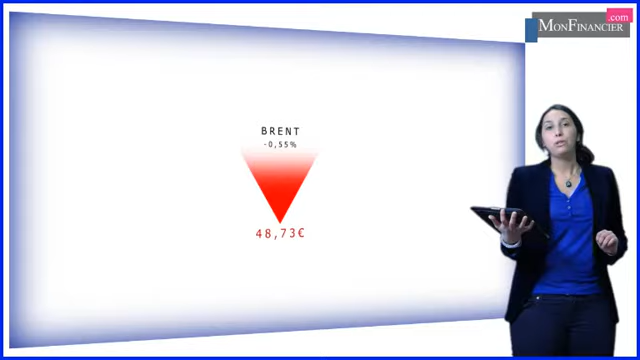 .com
MONFINANCIER
BRENT
-0,55%
48,73€